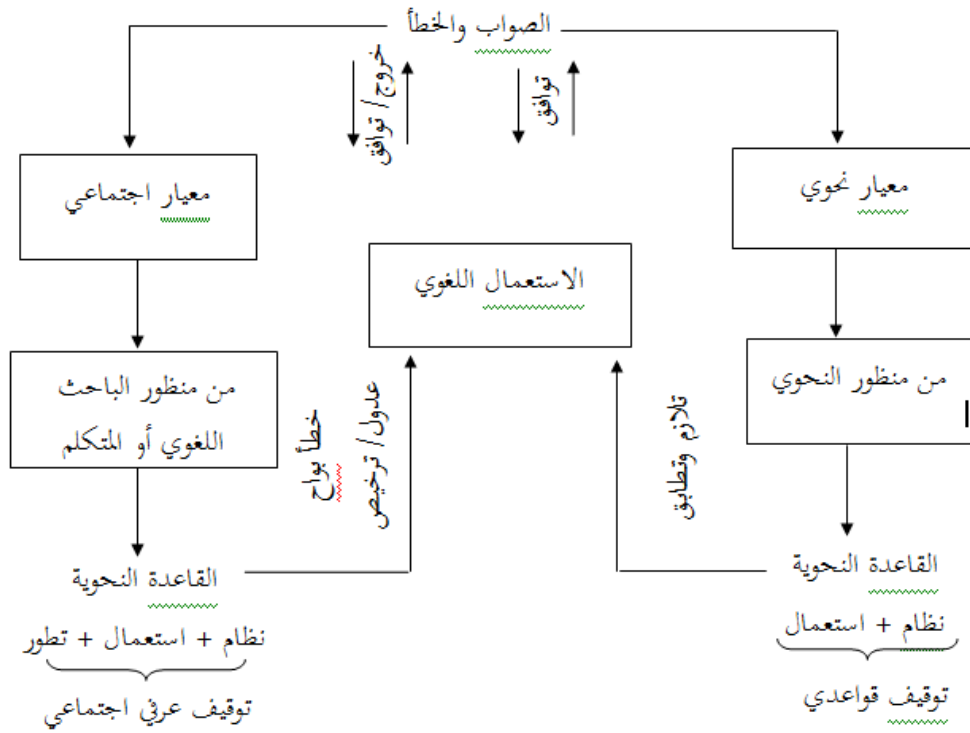 الصواب والخطأ
توافق
خروج / توافق
معيار نحوي
معيار اجتماعي
الاستعمال اللغوي
من منظور النحوي
من منظور الباحث
اللغوي أو المتكلم
تلازم وتطابق
عدول/ ترخيص
خطأ بواح
القاعدة النحوية
نظام + استعمال
توقيف قواعدي
القاعدة النحوية
نظام + استعمال + تطور
توقيف عرفي اجتماعي